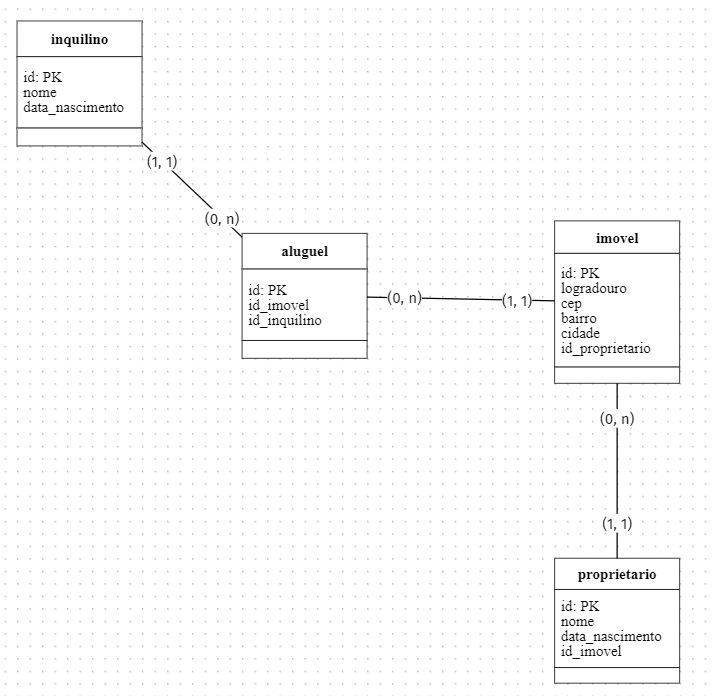 inquilino
id: PK
nome
data_nascimento
(1, 1)
(0, n)
aluguel
id: PK
id_imovel
id_inquilino
(0, n)
(1, 1)
imovel
id: PK
logradouro
cep
bairro
cidade
id_proprietario
(0, n)
(1, 1)
proprietario
id: PK
nome
data_nascimento
id_imovel